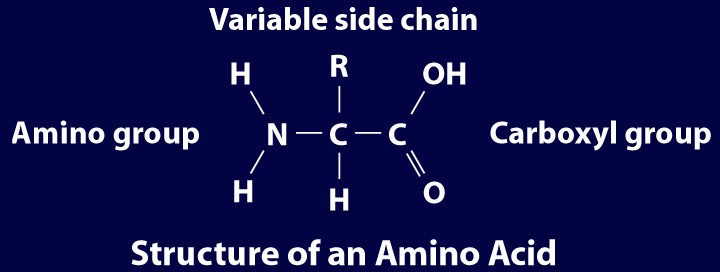 Variable side chain
H R OH
Amino group N C C Carboxyl group
H H O
Structure of an Amino Acid